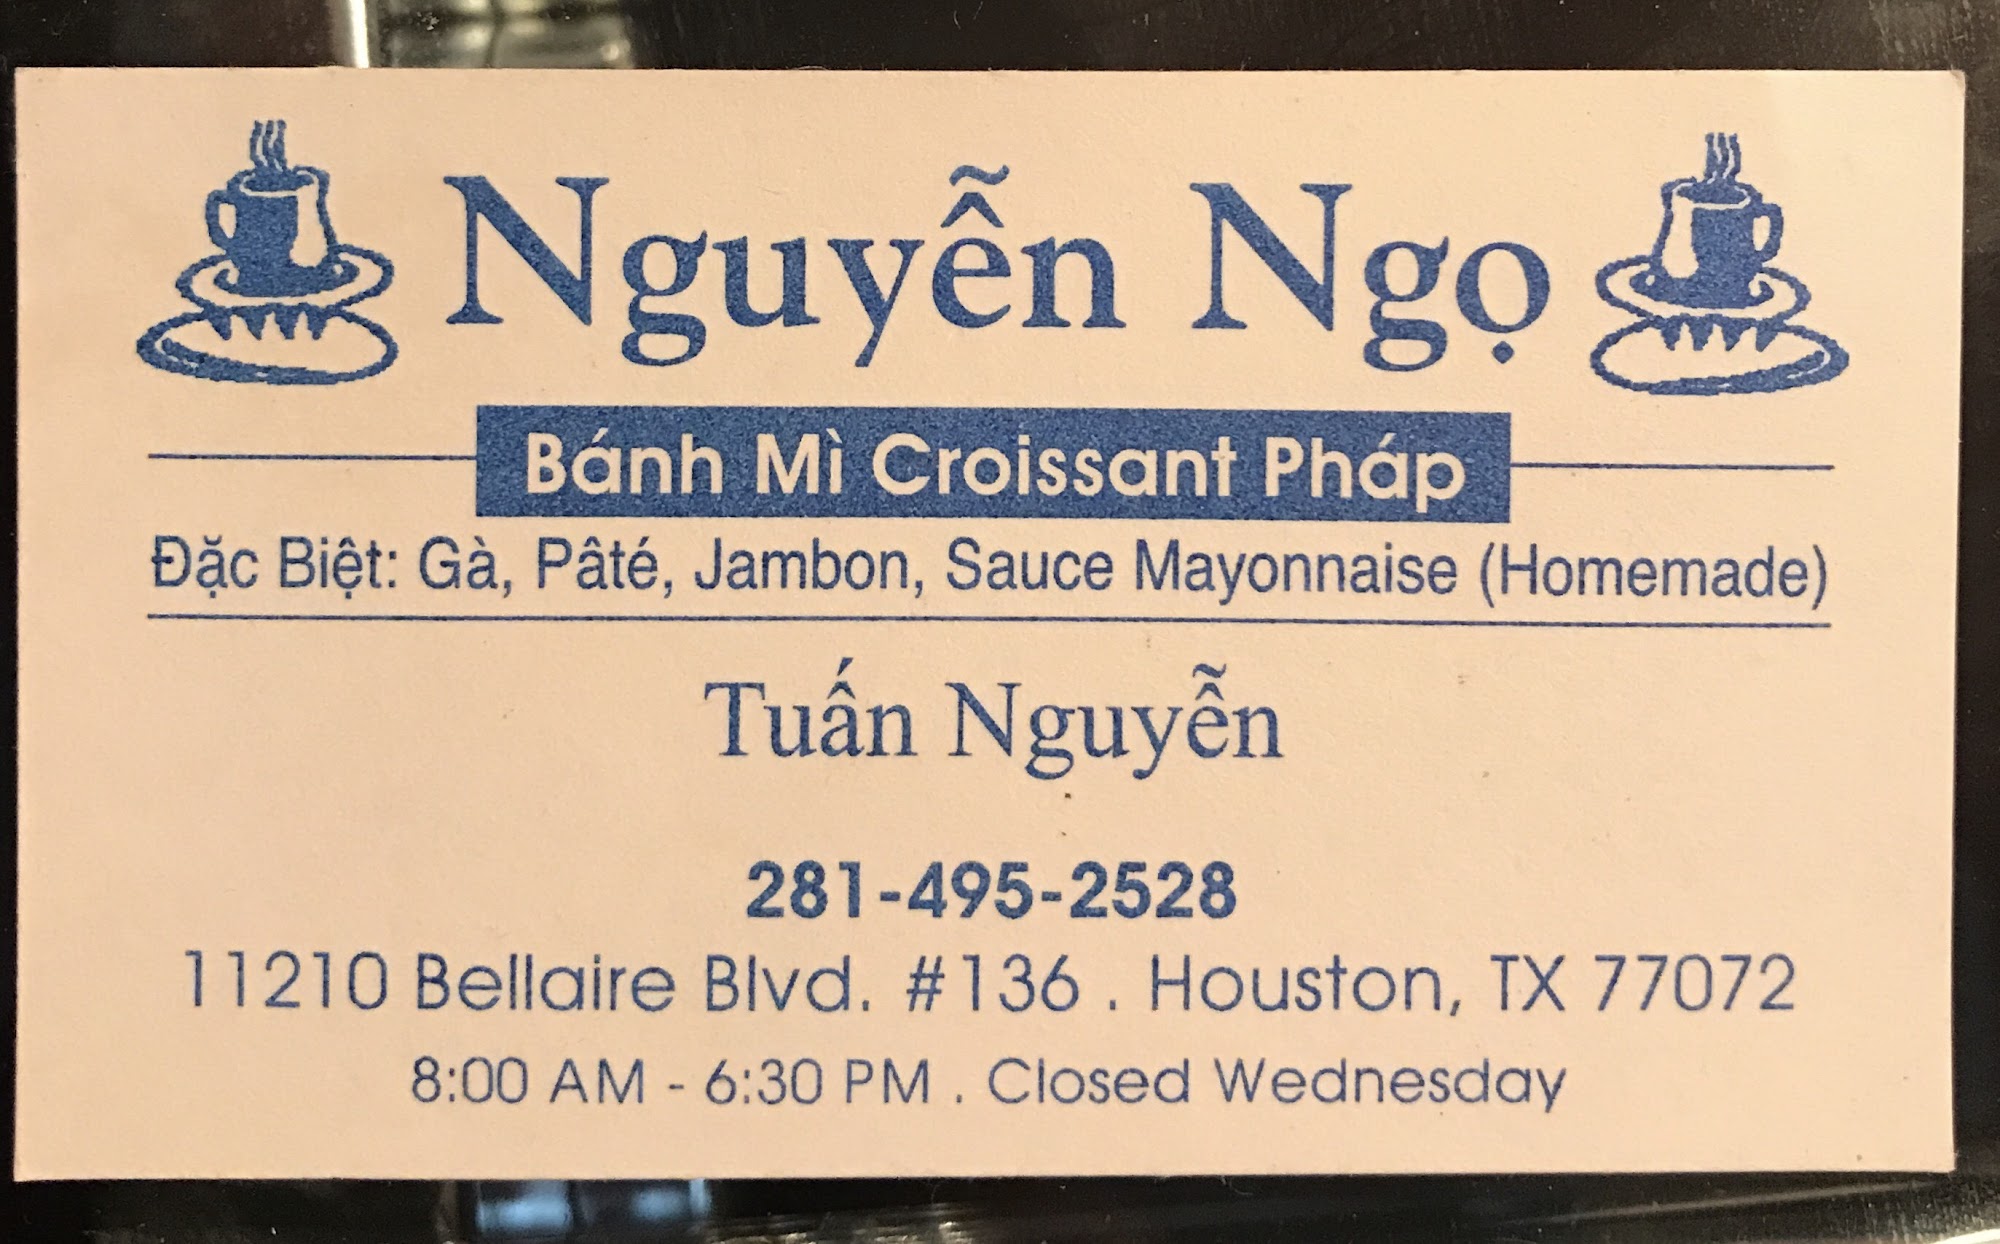 Nguyễn Ngọ
Bánh Mì Croissant Pháp
Đặc Biệt: Gà, Pâté, Jambon, Sauce Mayonnaise (Homemade)
Tuấn Nguyễn
281-495-2528
11210 Bellaire Blvd. #136 . Houston, TX 77072
8:00 AM - 6:30 PM . Closed Wednesday